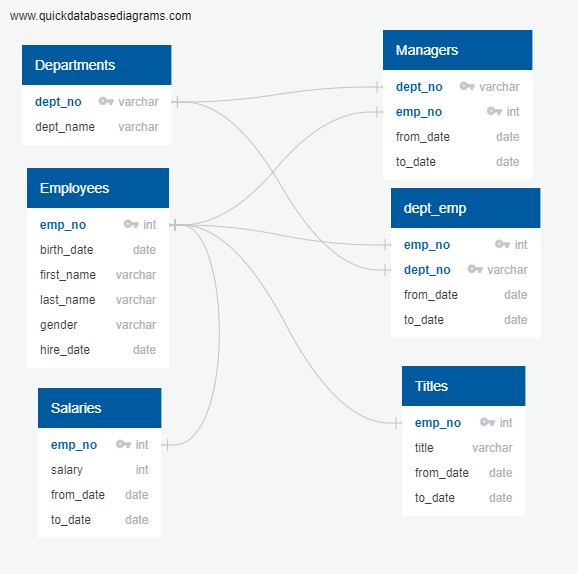 www.quickdatabasediagrams.com
Departments
dept_no varchar
dept_name varchar
Employees
emp_no int
birth_date date
first_name varchar
last_name varchar
gender varchar
hire_date date
Salaries
emp_no int
salary int
from_date date
to_date date
Managers
dept_no varchar
emp_no int
from_date date
to_date date
dept_emp
emp_no int
dept_no varchar
from_date date
to_date date
Titles
emp_no int
title varchar
from_date date
to_date date